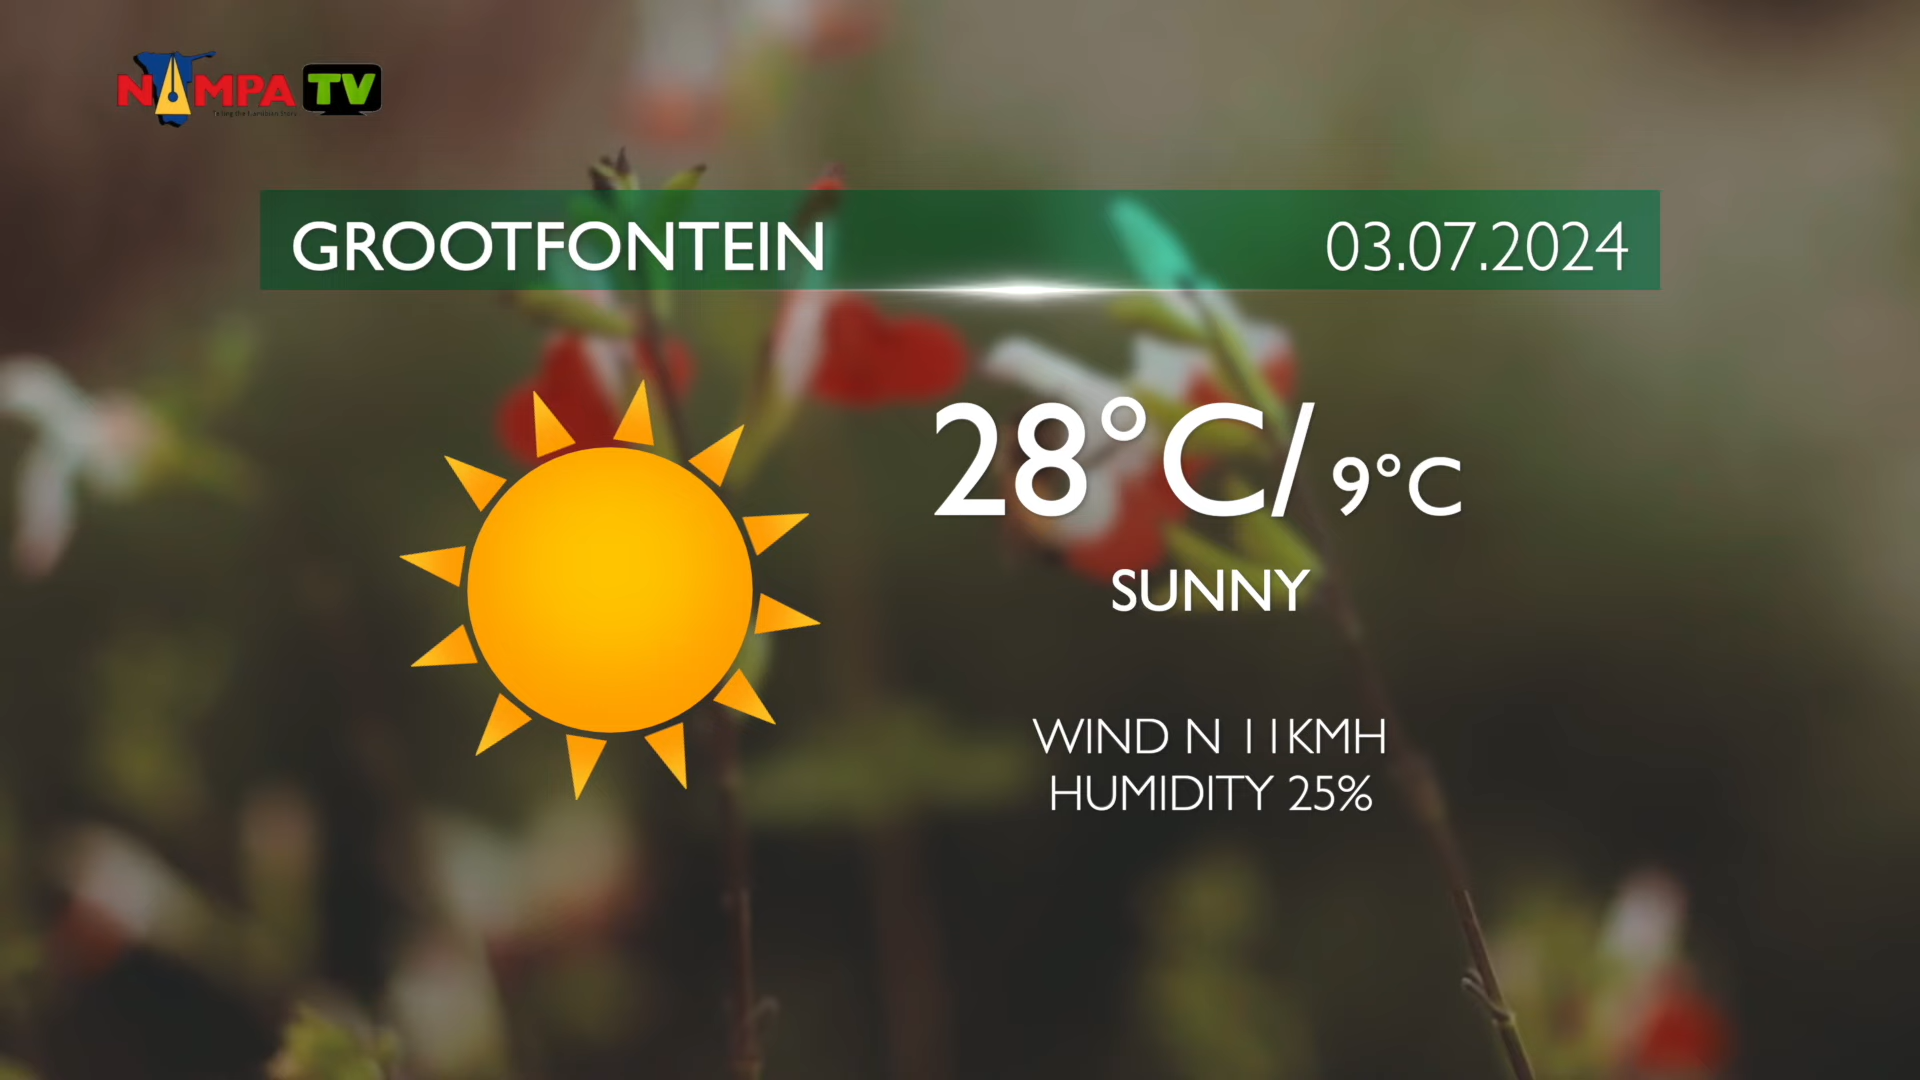 NAMPA TV
GROOTFONTEIN
03.07.2024
28°C/ 9°C
SUNNY
WIND N 11KMH
HUMIDITY 25%